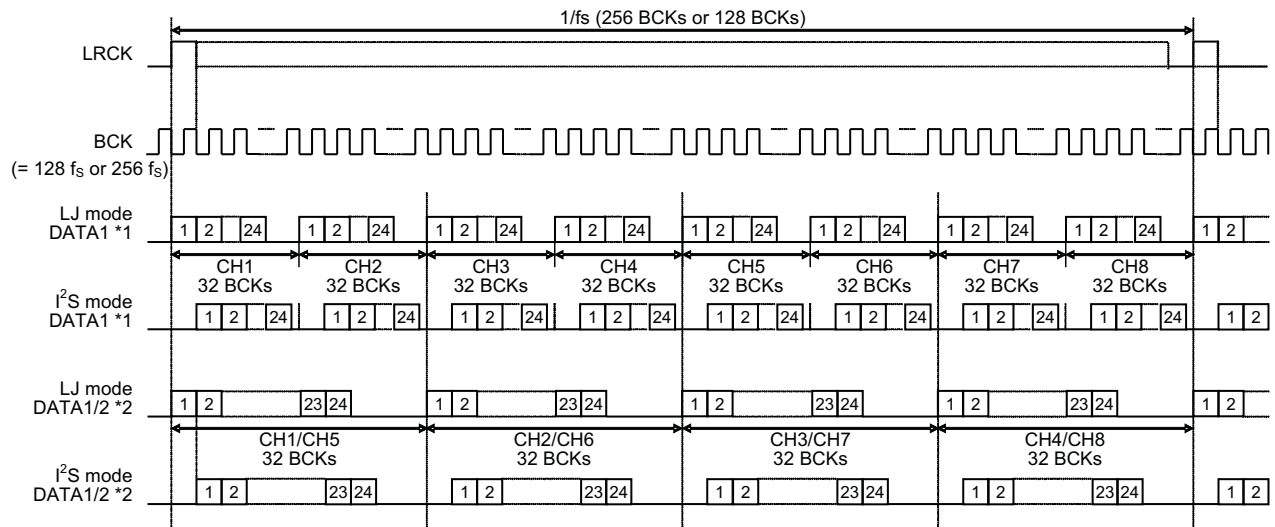 1/fs (256 BCKs or 128 BCKs)
LRCK
BCK
(= 128 fS or 256 fS)
LJ mode
DATA1 *1
1 2 24 1 2 24 1 2 24 1 2 24 1 2 24 1 2 24 1 2 24 1 2 24 1 2
CH1 CH2 CH3 CH4 CH5 CH6 CH7 CH8
32 BCKs 32 BCKs 32 BCKs 32 BCKs 32 BCKs 32 BCKs 32 BCKs 32 BCKs
I²S mode
DATA1 *1
1 2 24 1 2 24 1 2 24 1 2 24 1 2 24 1 2 24 1 2 24 1 2 24 1 2
LJ mode
DATA1/2 *2
1 2 23 24 1 2 23 24 1 2 23 24 1 2 23 24 1 2
CH1/CH5 CH2/CH6 CH3/CH7 CH4/CH8
32 BCKs 32 BCKs 32 BCKs 32 BCKs
I²S mode
DATA1/2 *2
1 2 23 24 1 2 23 24 1 2 23 24 1 2 23 24 1 2